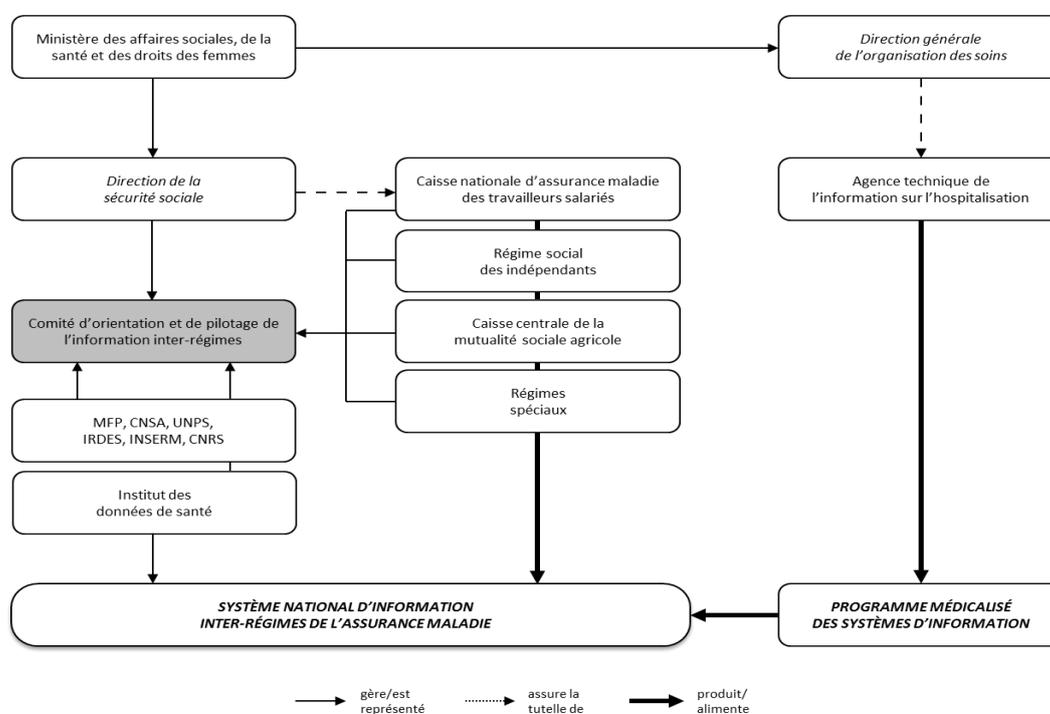 Ministère des affaires sociales, de la
santé et des droits des femmes
Direction générale
de l'organisation des soins
Direction de la
sécurité sociale
Caisse nationale d'assurance maladie
des travailleurs salariés
Agence technique de
l'information sur l'hospitalisation
Régime social
des indépendants
Comité d'orientation et de pilotage de
l'information inter-régimes
Caisse centrale de la
mutualité sociale agricole
Régimes
spéciaux
MFP, CNSA, UNPS,
IRDES, INSERM, CNRS
Institut des
données de santé
SYSTÈME NATIONAL D'INFORMATION
INTER-RÉGIMES DE L'ASSURANCE MALADIE
PROGRAMME MÉDICALISÉ
DES SYSTÈMES D'INFORMATION
gère/est
représenté
assure la
tutelle de
produit/
alimente